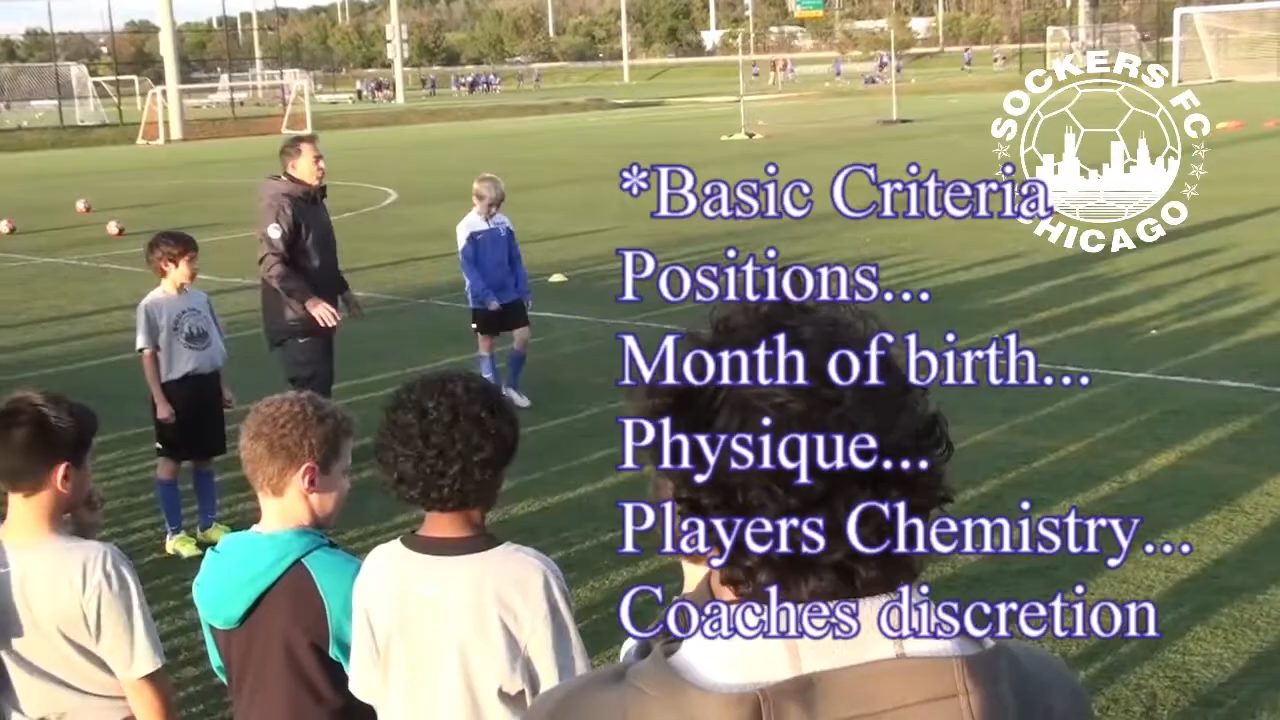 SOCKERS FC
CHICAGO
*Basic Criteria
Positions...
Month of birth...
Physique...
Players Chemistry...
Coaches discretion